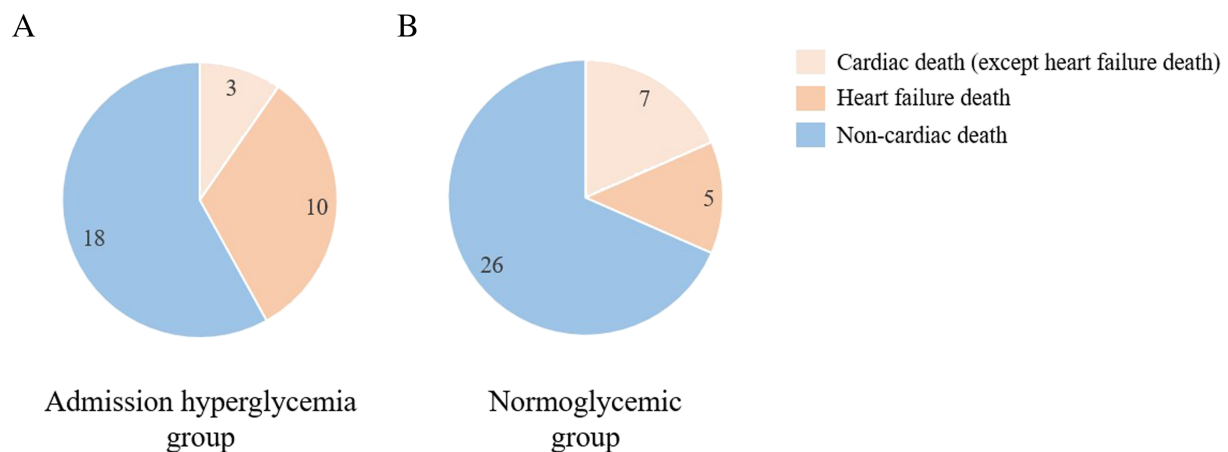 A
B
3
10
18
7
5
26
Cardiac death (except heart failure death)
Heart failure death
Non-cardiac death
Admission hyperglycemia
group
Normoglycemic
group